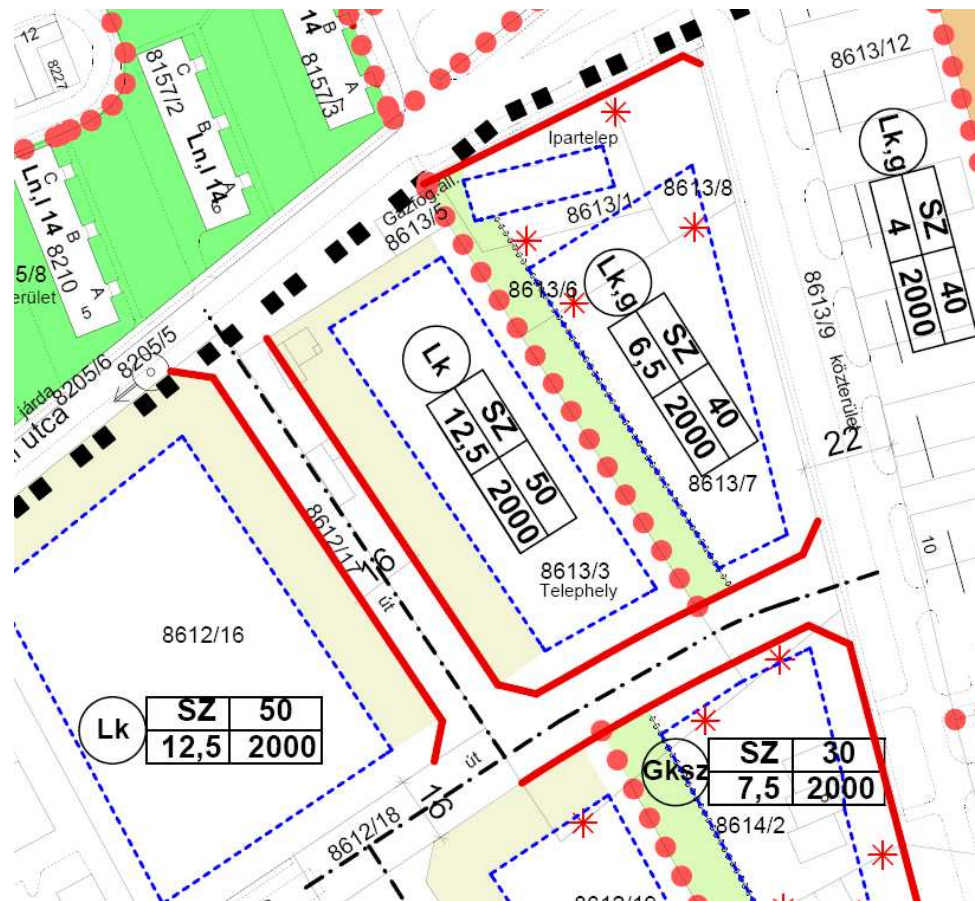 12
8227
C
B
A
8157/2
Ln,l 14
14
B
A
8157/3
8613/12
Lk,g
SZ 40
4 2000
Ipartelep
8613/8
8613/1
Gázfog.áll.
8613/5
C
B
A
5
Ln,l 14
8210
5/8
erület
8613/6
Lk,g
SZ 40
6,5 2000
8613/9
közterület
22
8613/7
járda
8205/6
8205/5
utca
Lk
SZ 50
12,5 2000
8612/17
út
8613/3
Telephely
10
8612/16
Lk
SZ 50
12,5 2000
út
16
8612/18
Gksz
SZ 30
7,5 2000
8614/2
8612/19